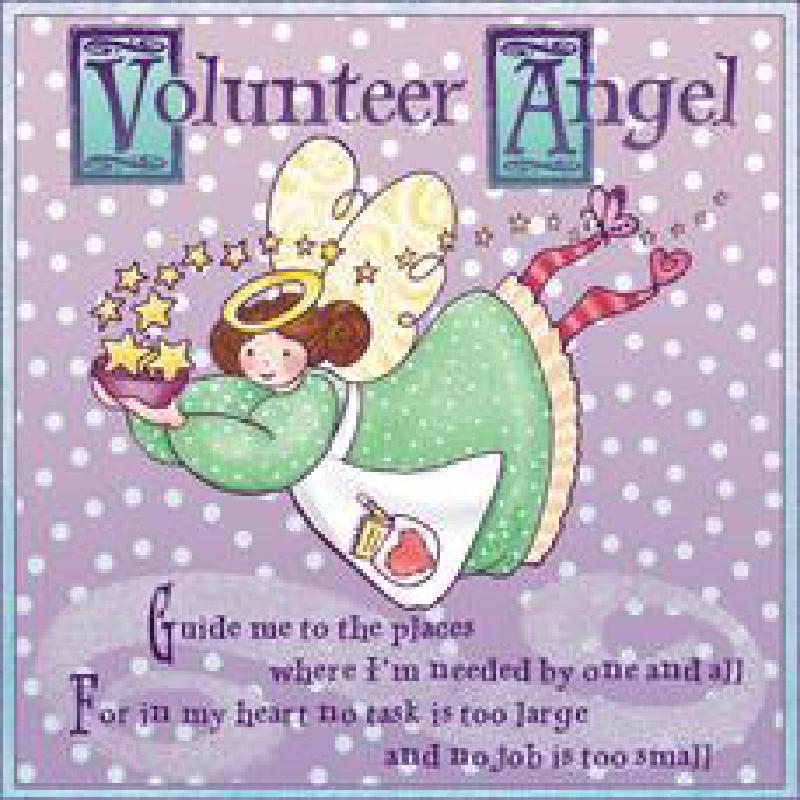 Volunteer Angel
Guide me to the places
where I'm needed by one and all
For in my heart no task is too large
and no job is too small